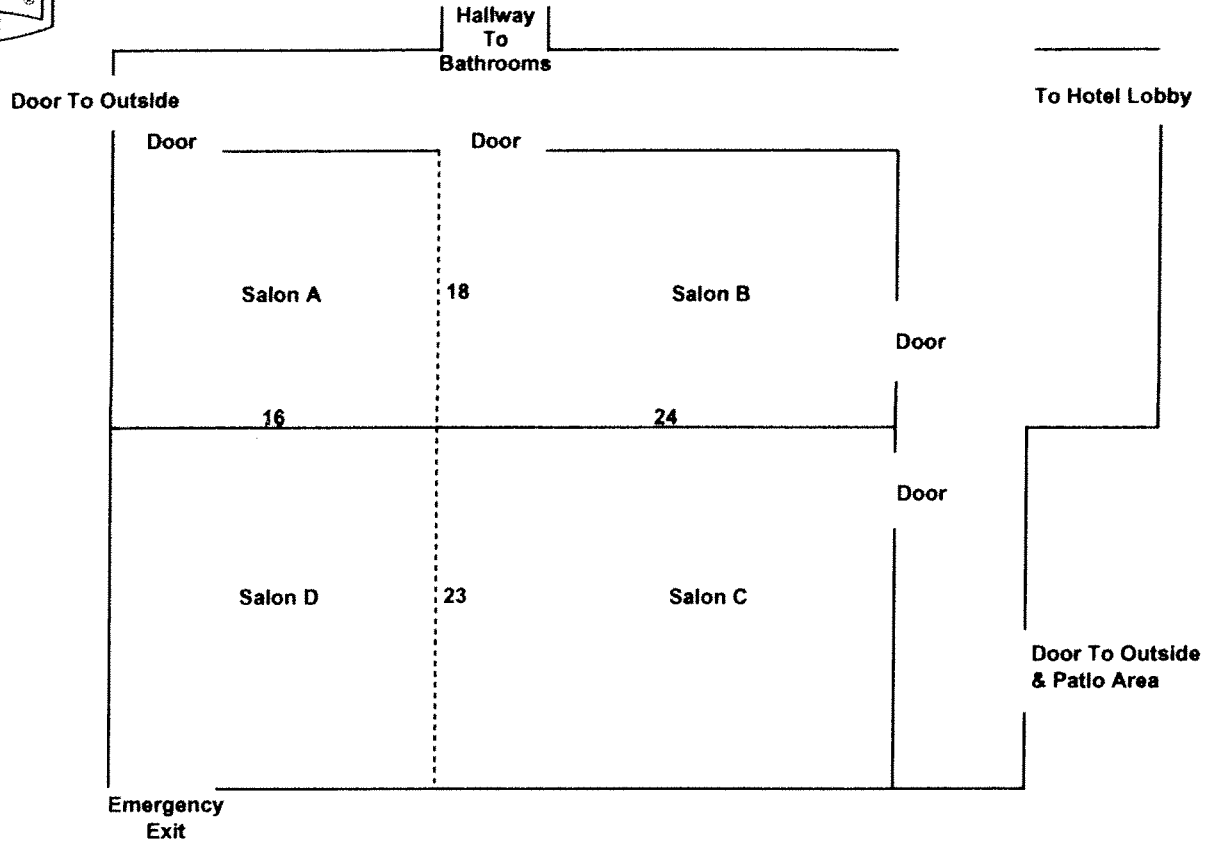 Hallway
To
Bathrooms
Door To Outside
To Hotel Lobby
Door
Door
Salon A
18
Salon B
Door
16
24
Door
Salon D
23
Salon C
Door To Outside
& Patio Area
Emergency
Exit